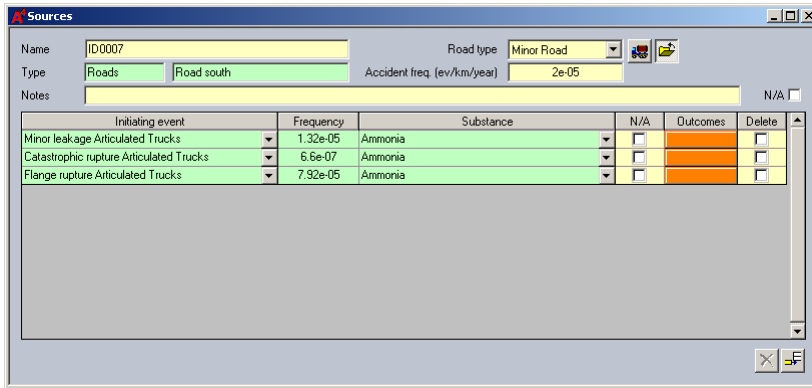 Sources
Name ID0007 Road type Minor Road
Type Roads Road south Accident freq. (ev/km/year) 2e-05
Notes N/A
Initiating event Frequency Substance N/A Outcomes Delete
Minor leakage Articulated Trucks 1.32e-05 Ammonia
Catastrophic rupture Articulated Trucks 6.6e-07 Ammonia
Flange rupture Articulated Trucks 7.92e-05 Ammonia